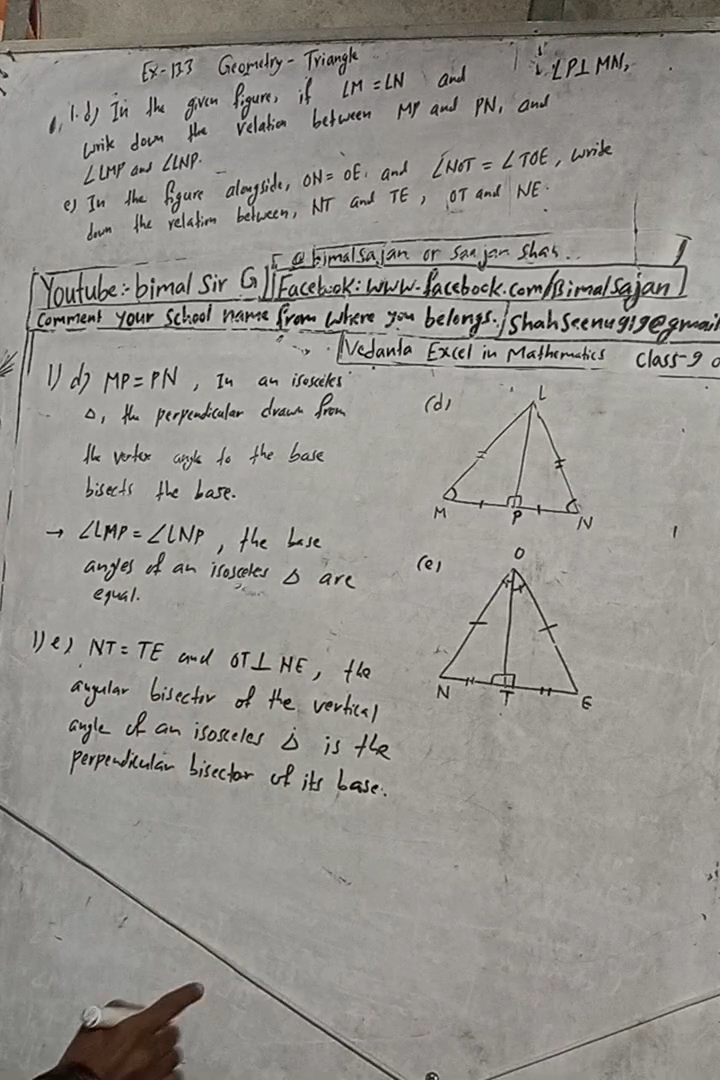 Ex-13.3 Geometry - Triangle
1. d) In the given figure, if ∠M = ∠N and LP⊥MN,
write down the relation between MP and PN, and
∠LMP and ∠LNP.
e) In the figure alongside, ON = OE, and ∠NOT = ∠TOE, write
down the relation between, NT and TE, OT and NE.
@bimalsajan or Saajan Shah..
Youtube:- bimal Sir G
Facebook: www.facebook.com/Bimalsajan
Comment your School name from where you belongs. / Shahseenu919@gmail
Vedanta Excel in Mathematics Class-9
1) d) MP = PN, In an isosceles
△, the perpendicular drawn from
the vertex angle to the base
bisects the base.
→ ∠LMP = ∠LNP, the base
angles of an isosceles △ are
equal.
1) e) NT = TE and OT⊥NE, the
angular bisector of the vertical
angle of an isosceles △ is the
perpendicular bisector of its base.
(d)
L
M
P
N
(e)
O
N
T
E